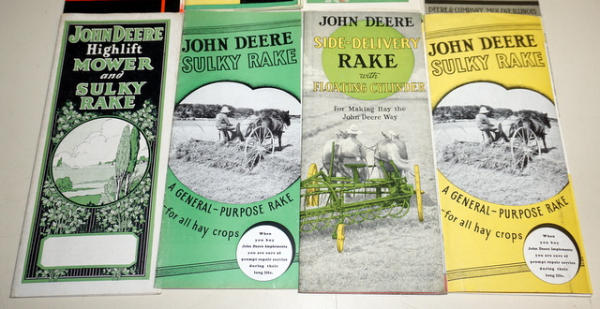 DEERE & COMPANY, MOLINE, ILLINOIS
JOHN DEERE
Highlift
MOWER
and
SULKY
RAKE
JOHN DEERE
SULKY RAKE
A GENERAL-PURPOSE RAKE
-for all hay crops
When
you buy
John Deere implements
you are sure of
prompt repair service
during their
long life.
JOHN DEERE
SIDE-DELIVERY
RAKE
with
FLOATING CYLINDER
for Making Hay the
John Deere Way
JOHN DEERE
SULKY RAKE
A GENERAL-PURPOSE RAKE
-for all hay crops
When
you buy
John Deere implements
you are sure of
prompt repair service
during their
long life.